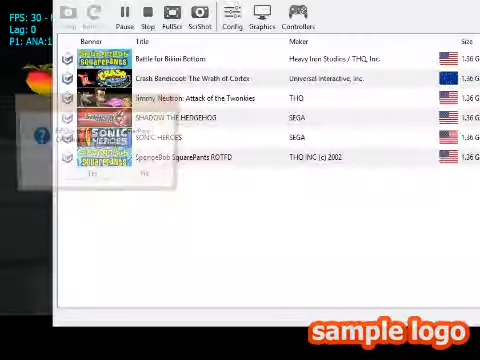 FPS: 30 -
Lag: 0
P1: ANA:1
Pause Stop FullScr ScrShot Config Graphics Controllers
Banner Title Maker
Battle for Bikini Bottom Heavy Iron Studios / THQ, Inc. 1.36 G
Crash Bandicoot: The Wrath of Cortex Universal Interactive, Inc. 1.36 G
Jimmy Neutron: Attack of the Twonkies THQ 1.36 G
SHADOW THE HEDGEHOG SEGA 1.36 G
SONIC HEROES SEGA 1.36 G
SpongeBob SquarePants ROTFD THQ INC (c) 2002 1.36 G
Yes No
sample logo